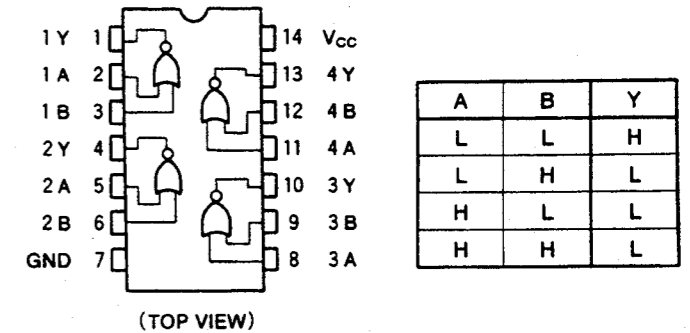 1Y 1 14 Vcc
1A 2 13 4Y
1B 3 12 4B
2Y 4 11 4A
2A 5 10 3Y
2B 6 9 3B
GND 7 8 3A
(TOP VIEW)
A B Y
L L H
L H L
H L L
H H L